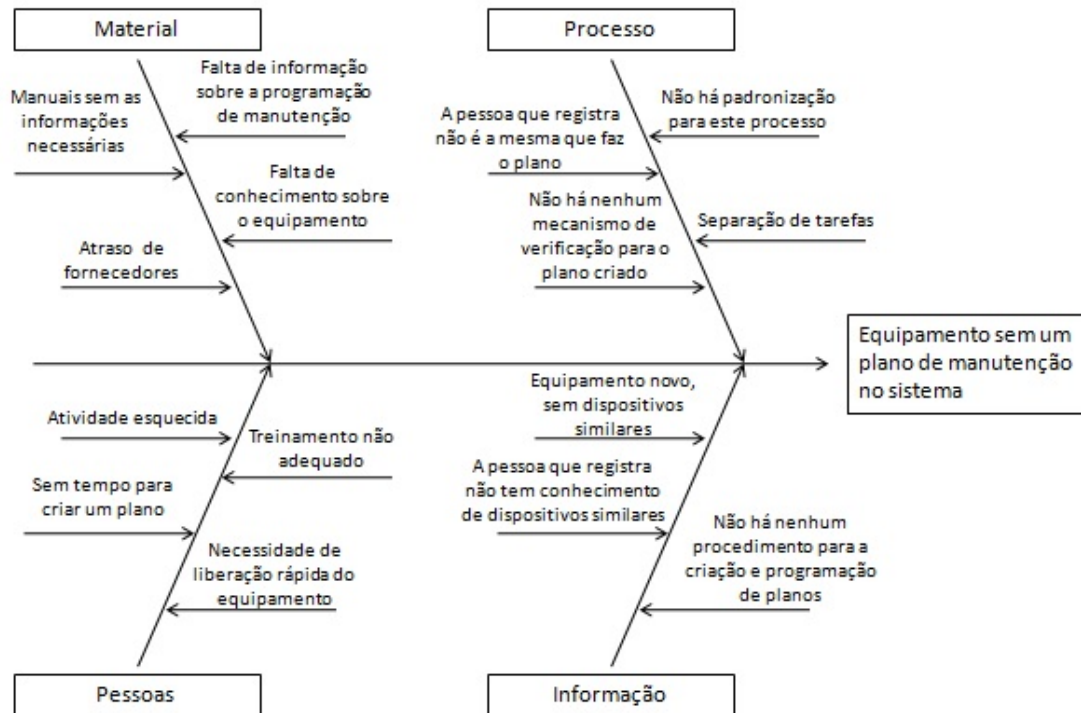 Material
Falta de informação
sobre a programação
de manutenção
Manuais sem as
informações
necessárias
Falta de
conhecimento sobre
o equipamento
Atraso de
fornecedores
Processo
A pessoa que registra
não é a mesma que faz
o plano
Não há padronização
para este processo
Não há nenhum
mecanismo de
verificação para o
plano criado
Separação de tarefas
Equipamento sem um
plano de manutenção
no sistema
Atividade esquecida
Treinamento não
adequado
Sem tempo para
criar um plano
Necessidade de
liberação rápida do
equipamento
Pessoas
Equipamento novo,
sem dispositivos
similares
A pessoa que registra
não tem conhecimento
de dispositivos similares
Não há nenhum
procedimento para a
criação e programação
de planos
Informação